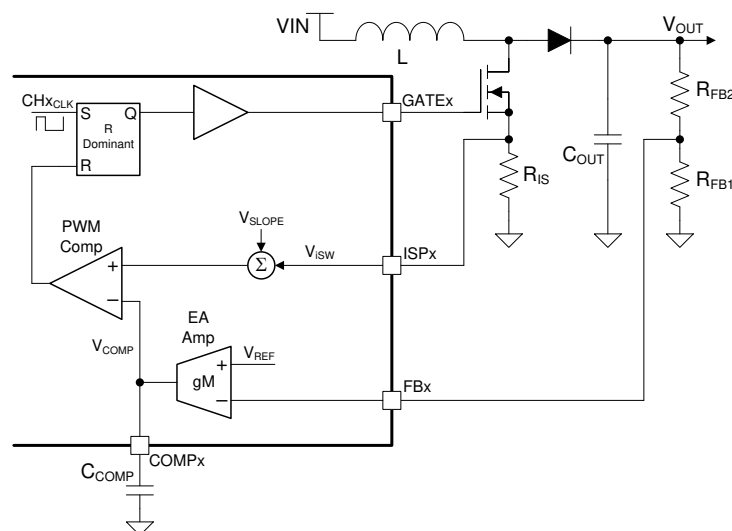 VIN
L
VOUT
CHxCLK
S
Q
R
Dominant
R
GATEx
RFB2
COUT
RIS
RFB1
PWM
Comp
VSLOPE
+
Σ
ViSW
ISPx
−
VCOMP
EA
Amp
+
VREF
gM
−
FBx
COMPx
CCOMP